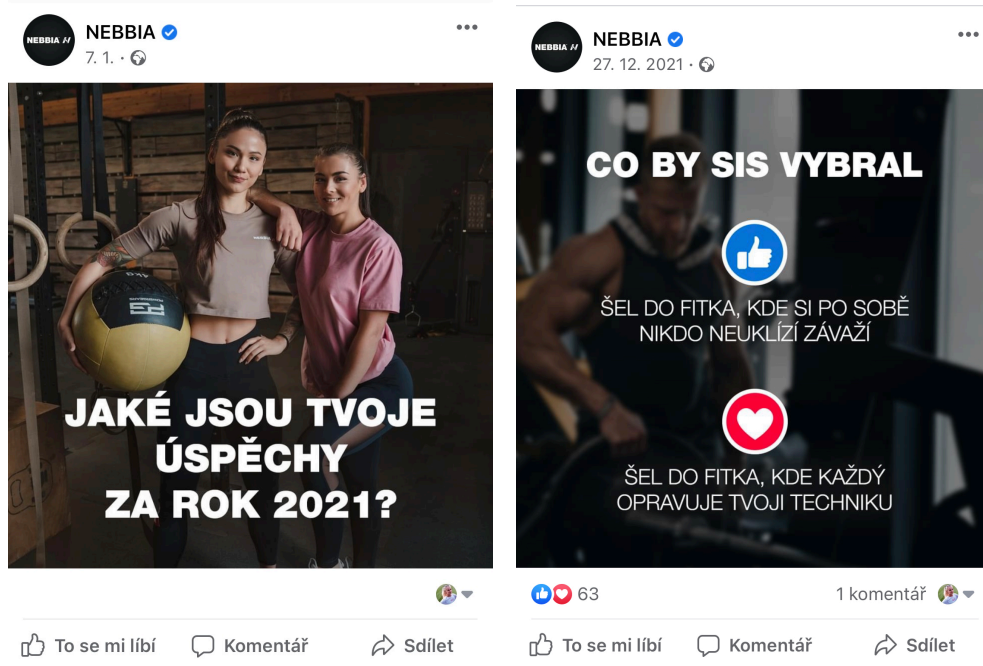 NEBBIA
NEBBIA
7. 1. ·
JAKÉ JSOU TVOJE
ÚSPĚCHY
ZA ROK 2021?
To se mi líbí
Komentář
Sdílet
NEBBIA
NEBBIA
27. 12. 2021 ·
CO BY SIS VYBRAL
ŠEL DO FITKA, KDE SI PO SOBĚ
NIKDO NEUKLÍZÍ ZÁVAŽÍ
ŠEL DO FITKA, KDE KAŽDÝ
OPRAVUJE TVOJI TECHNIKU
63
1 komentář
To se mi líbí
Komentář
Sdílet